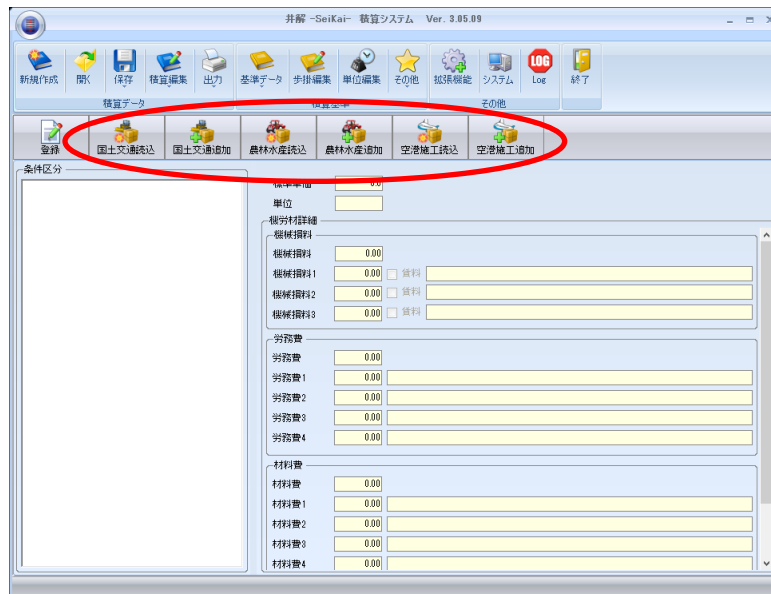 井解 -SeiKai- 積算システム Ver. 3.05.09
新規作成 開く 保存 積算編集 出力 基準データ 歩掛編集 単位編集 その他 拡張機能 システム Log 終了
LOG
積算データ 積算基準 その他
登録 国土交通読込 国土交通追加 農林水産読込 農林水産追加 空港施工読込 空港施工追加
条件区分
標準単価 0.0
単位
機労材詳細
機械損料
機械損料 0.00
機械損料1 0.00 賃料
機械損料2 0.00 賃料
機械損料3 0.00 賃料
労務費
労務費 0.00
労務費1 0.00
労務費2 0.00
労務費3 0.00
労務費4 0.00
材料費
材料費 0.00
材料費1 0.00
材料費2 0.00
材料費3 0.00
材料費4 0.00